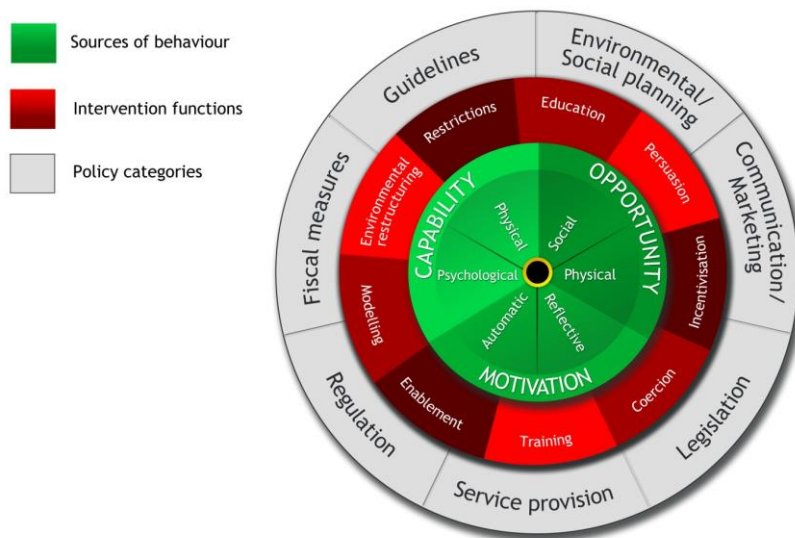 Sources of behaviour
Intervention functions
Policy categories
Guidelines
Environmental/
Social planning
Communication/
Marketing
Legislation
Service provision
Regulation
Fiscal measures
Restrictions
Education
Persuasion
Incentivisation
Coercion
Training
Enablement
Modelling
Environmental
restructuring
CAPABILITY
OPPORTUNITY
MOTIVATION
Physical
Social
Physical
Reflective
Automatic
Psychological